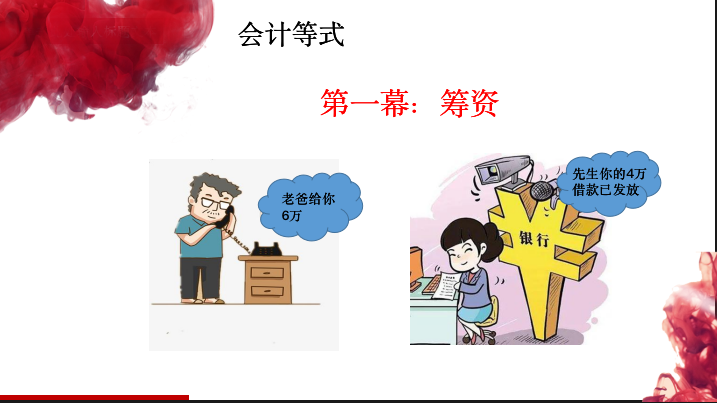 会计等式
第一幕：筹资
老爸给你
6万
先生你的4万
借款已发放
银行